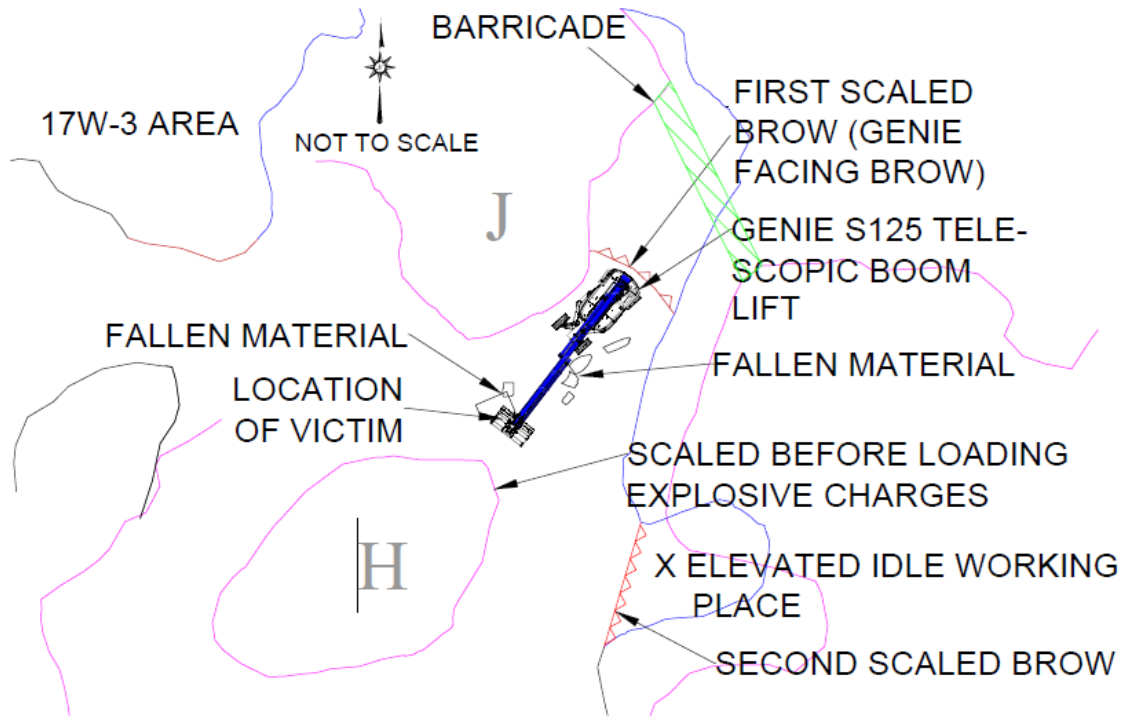 BARRICADE
17W-3 AREA
NOT TO SCALE
FIRST SCALED
BROW (GENIE
FACING BROW)
J
GENIE S125 TELE-
SCOPIC BOOM
LIFT
FALLEN MATERIAL
FALLEN MATERIAL
LOCATION
OF VICTIM
SCALED BEFORE LOADING
EXPLOSIVE CHARGES
H
X ELEVATED IDLE WORKING
PLACE
SECOND SCALED BROW